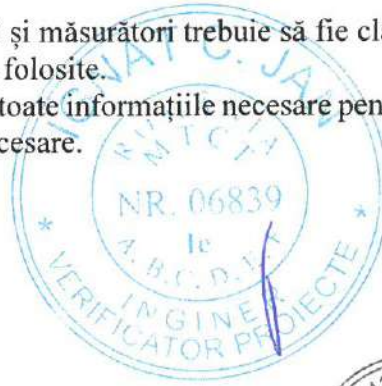 și măsurători trebuie să fie cla
folosite.
toate informațiile necesare pen
cesare.
IGNAT C. JAN
MTCT
NR. 06839
Ie
A. B. C. D.
INGINER
VERIFICATOR PROIECTE